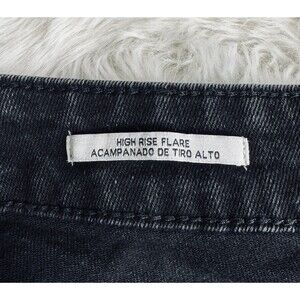 HIGH RISE FLARE
ACAMPANADO DE TIRO ALTO